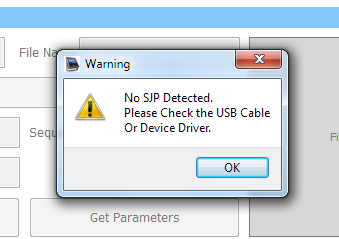 File Na
Warning
No SJP Detected.
Please Check the USB Cable
Or Device Driver.
Sequ
OK
Fi
Get Parameters